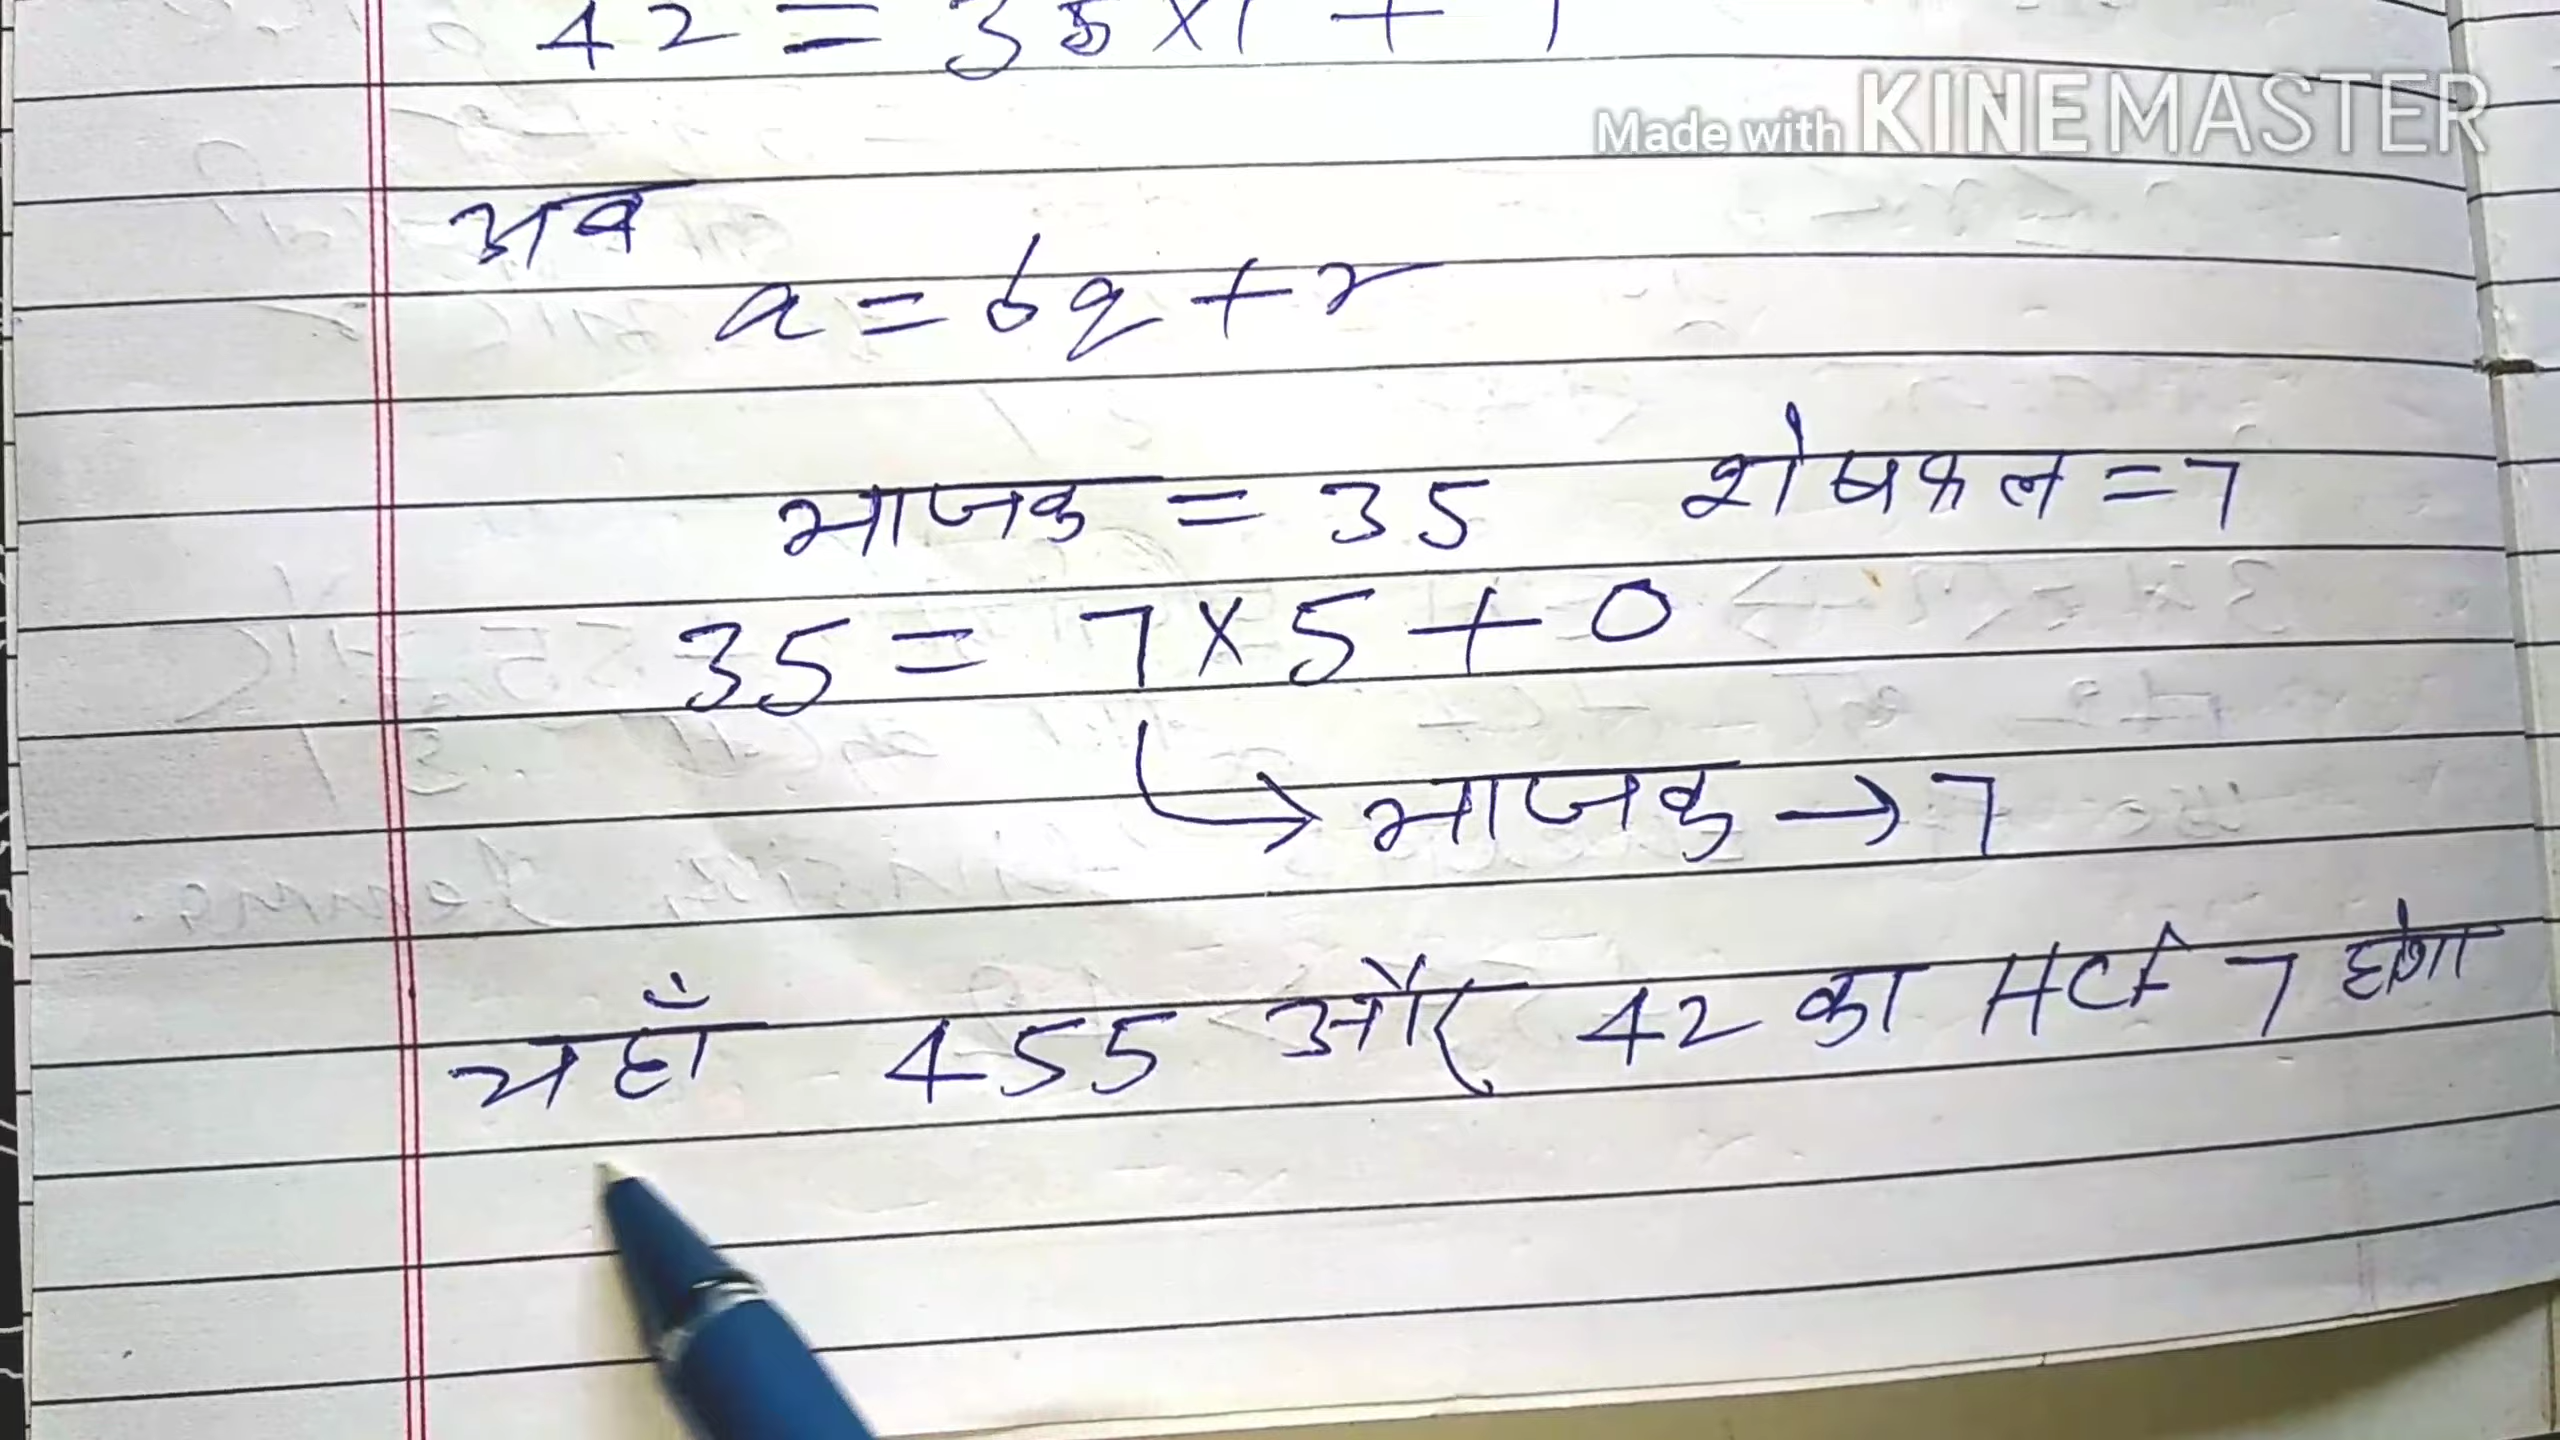 42 = 35×1 + 7
Made with KINEMASTER
अब
a = bq + r
भाजक = 35 शेषफल = 7
35 = 7×5+0
↳ भाजक → 7
यहाँ 455 और 42 का HCF 7 होगा